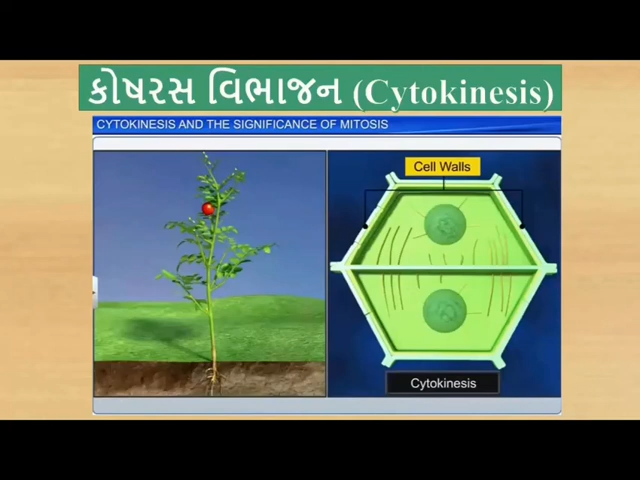 કોષરસ વિભાજન (Cytokinesis)
CYTOKINESIS AND THE SIGNIFICANCE OF MITOSIS
Cell Walls
Cytokinesis